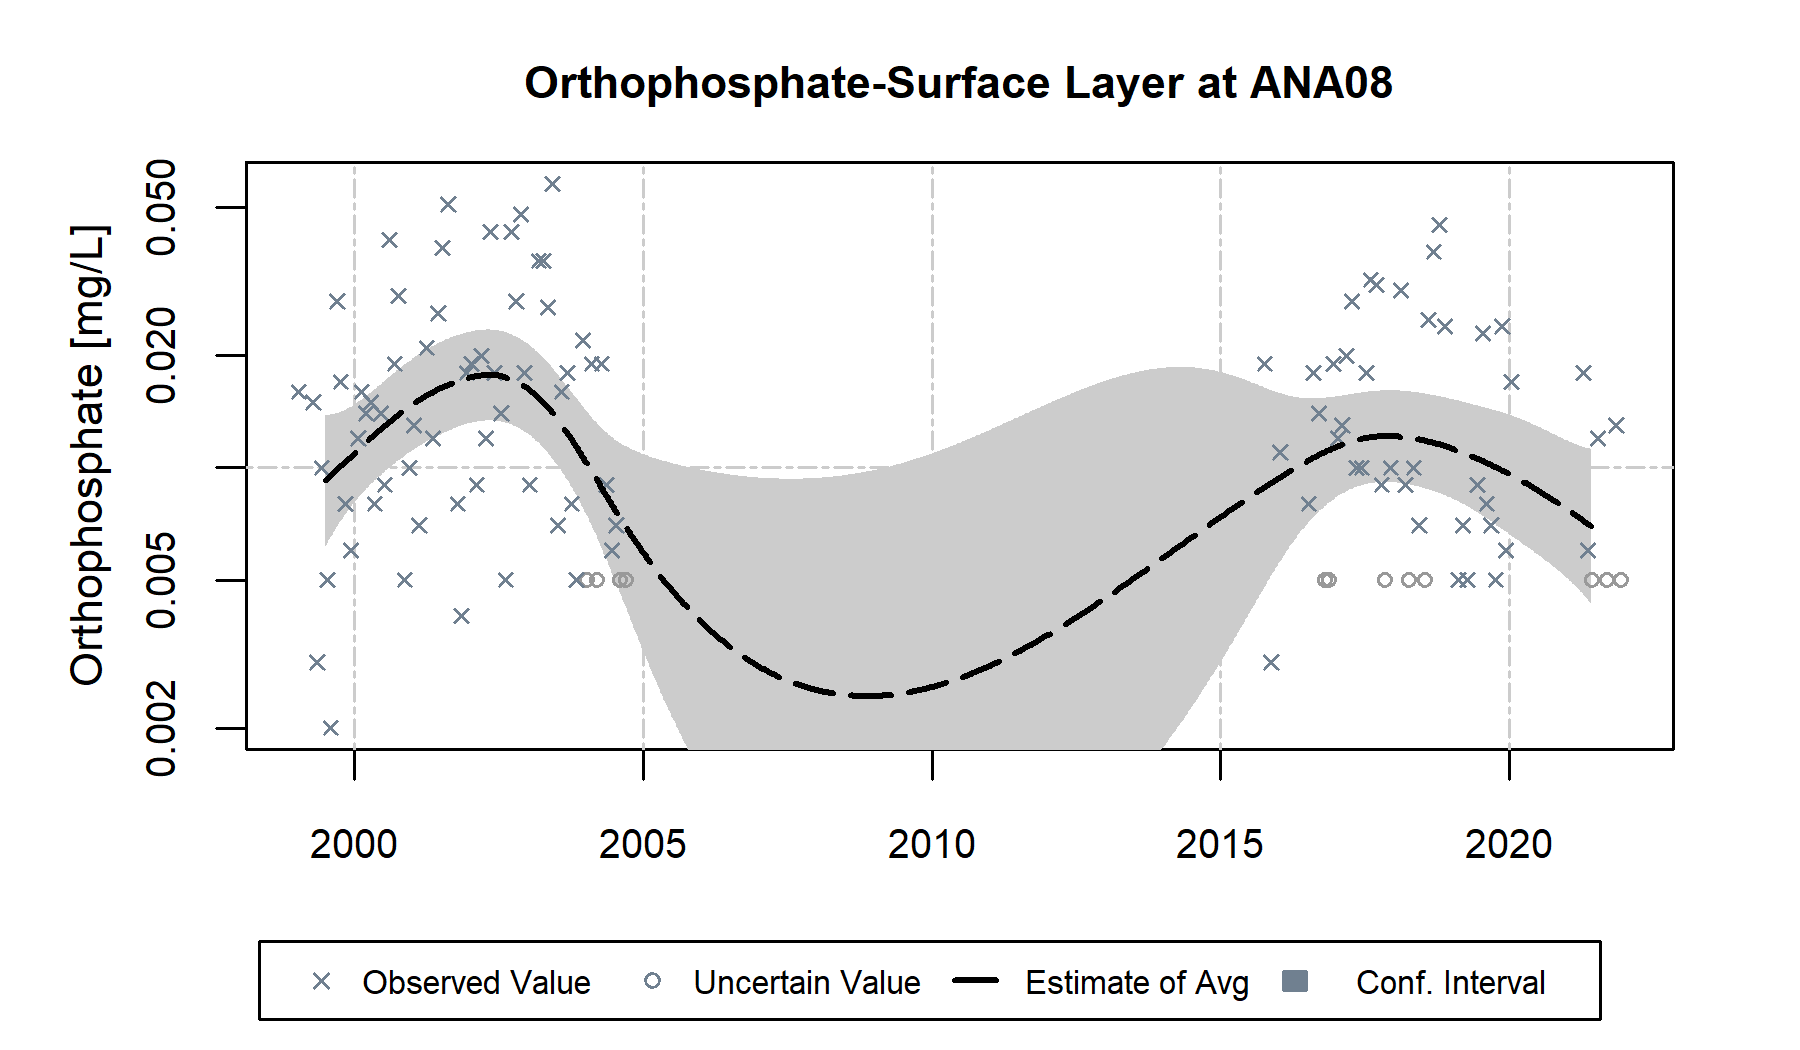 Orthophosphate-Surface Layer at ANA08
Orthophosphate [mg/L]
0.050
0.020
0.005
0.002
2000 2005 2010 2015 2020
Observed Value Uncertain Value Estimate of Avg Conf. Interval